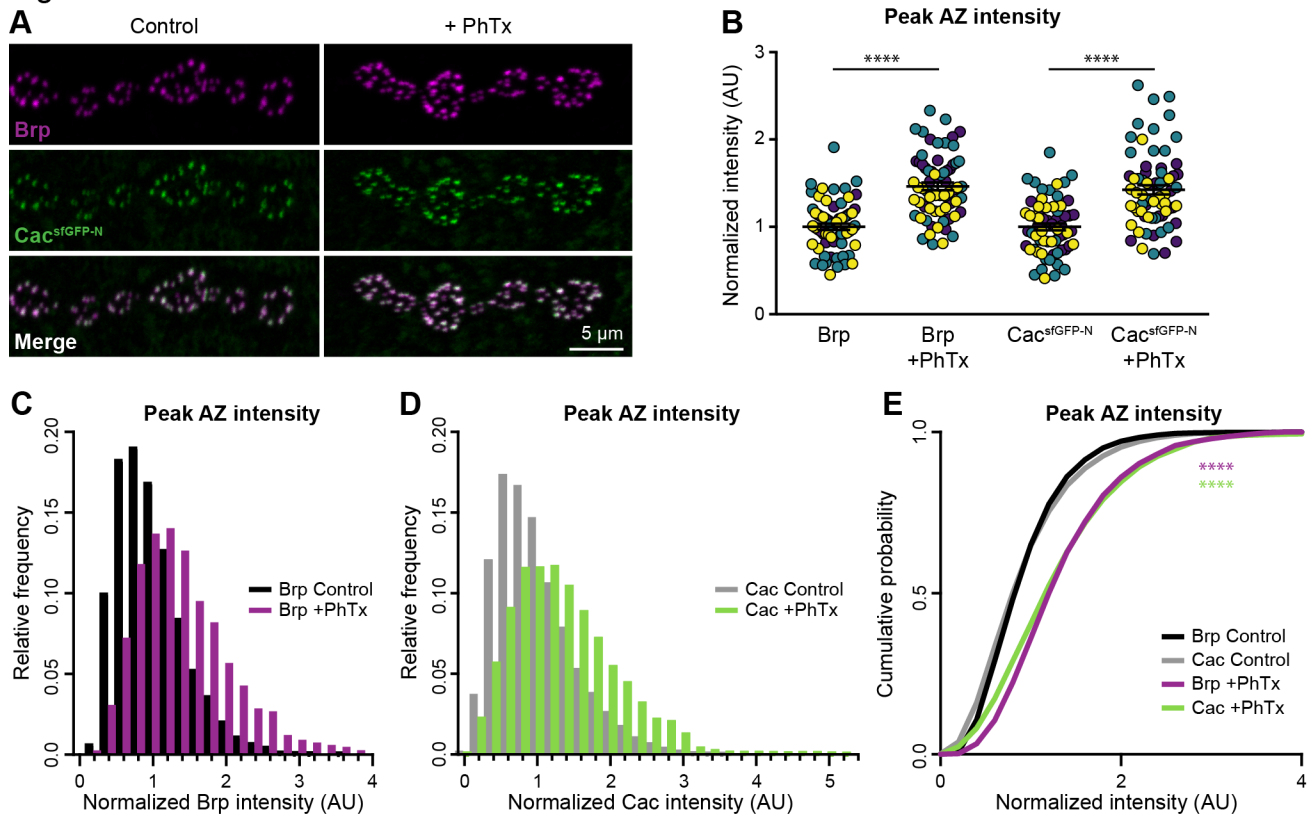 A
Control
+ PhTx
Brp
Cac^sfGFP-N
Merge
5 µm
B
Peak AZ intensity
Normalized intensity (AU)
3
2
1
0
****
****
Brp
Brp
+PhTx
Cac^sfGFP-N
Cac^sfGFP-N
+PhTx
C
Peak AZ intensity
Relative frequency
0.20
0.15
0.10
0.05
0.0
Brp Control
Brp +PhTx
0 1 2 3 4
Normalized Brp intensity (AU)
D
Peak AZ intensity
Relative frequency
0.20
0.15
0.10
0.05
0.0
Cac Control
Cac +PhTx
0 1 2 3 4 5
Normalized Cac intensity (AU)
E
Peak AZ intensity
Cumulative probability
1.0
0.5
0.0
****
****
Brp Control
Cac Control
Brp +PhTx
Cac +PhTx
0 2 4
Normalized intensity (AU)